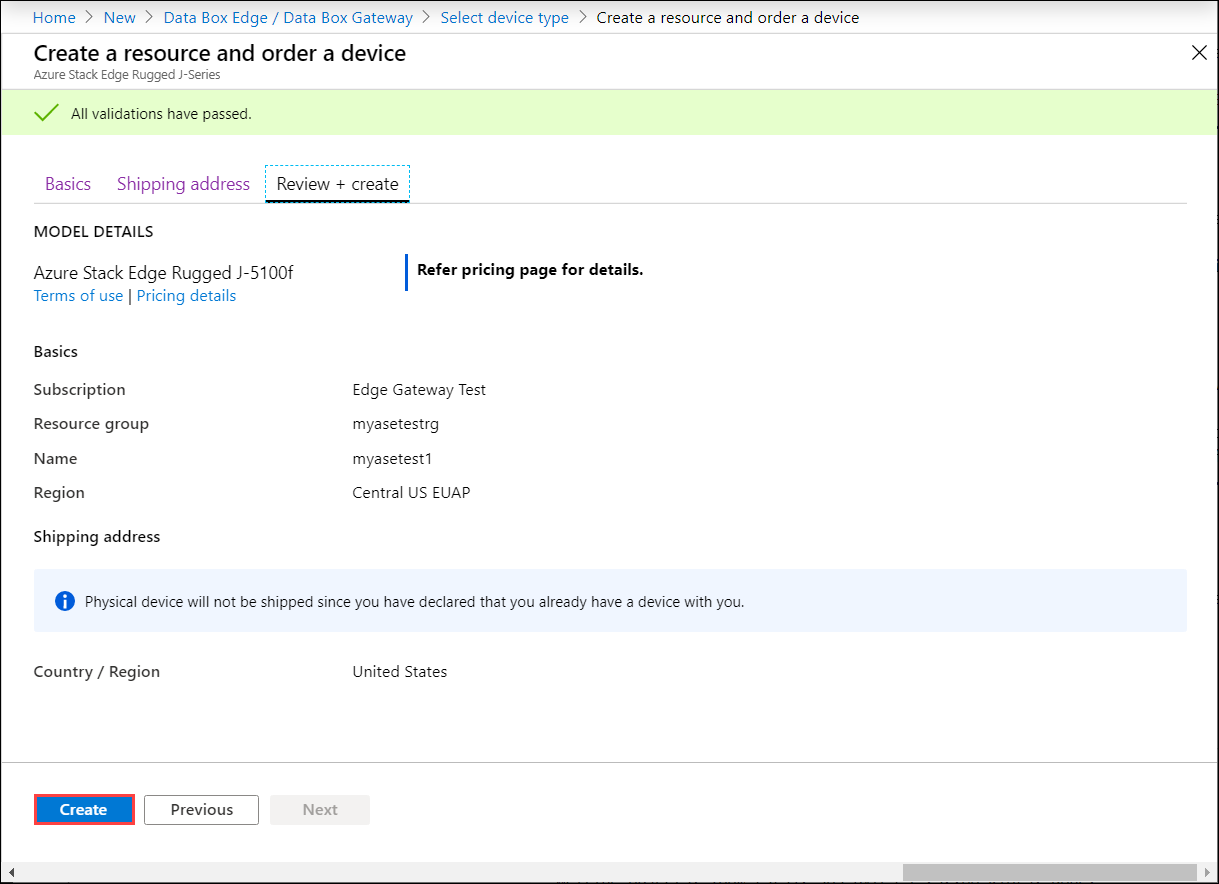 Home > New > Data Box Edge / Data Box Gateway > Select device type > Create a resource and order a device
Create a resource and order a device
Azure Stack Edge Rugged J-Series
All validations have passed.
Basics Shipping address Review + create
MODEL DETAILS
Azure Stack Edge Rugged J-5100f
Refer pricing page for details.
Terms of use | Pricing details
Basics
Subscription Edge Gateway Test
Resource group myasetestrg
Name myasetest1
Region Central US EUAP
Shipping address
Physical device will not be shipped since you have declared that you already have a device with you.
Country / Region United States
Create Previous Next